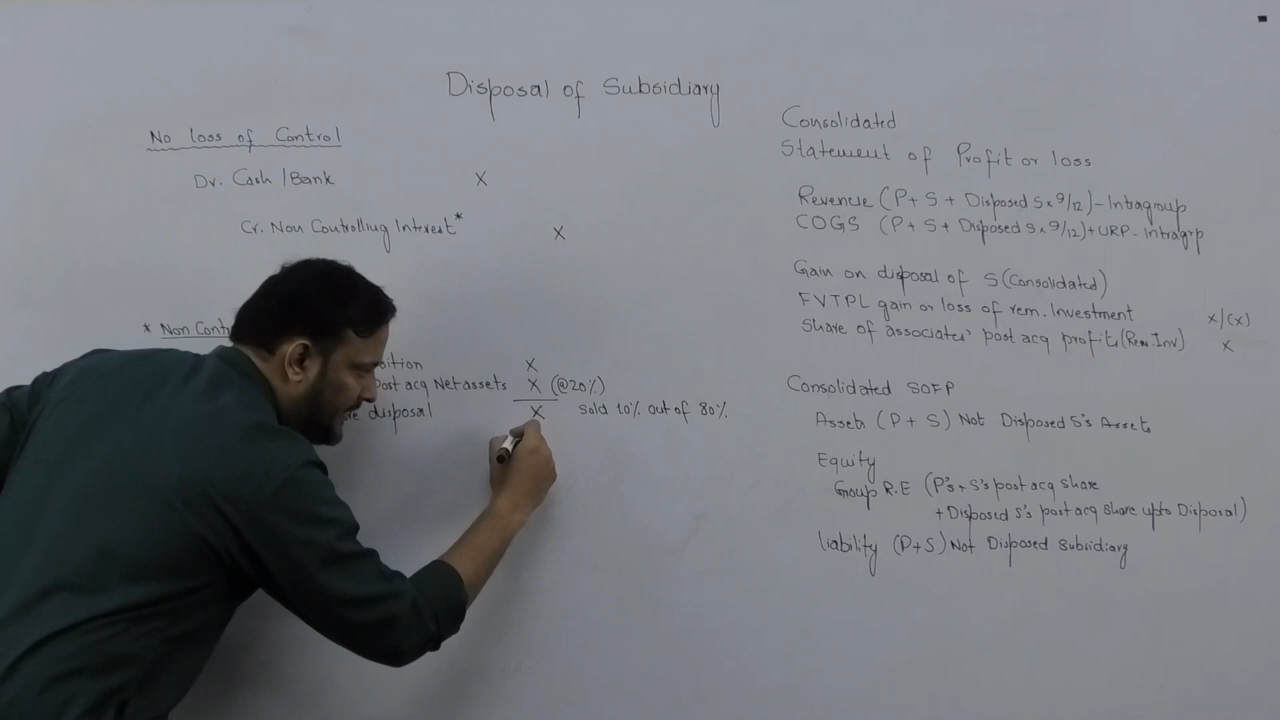 Disposal of Subsidiary
No loss of Control
Dr. Cash/Bank X
Cr. Non Controlling Interest* X
* Non
X
Post acq Net assets X (@20%)
disposal X Sold 10% out of 80%
Consolidated
Statement of Profit or loss
Revenue (P+ S + Disposed S x 9/12) - Intragroup
COGS (P+ S + Disposed S x 9/12) + URP - Intragrp
Gain on disposal of S (Consolidated)
FVTPL gain or loss of rem. Investment x/(x)
Share of associates' post acq profits (Rem. Inv) x
Consolidated SOFP
Assets (P + S) Not Disposed S's Assets
Equity
Group R.E (P's + S's post acq share
+ Disposed S's post acq share upto Disposal)
liability (P+S) Not Disposed Subsidiary